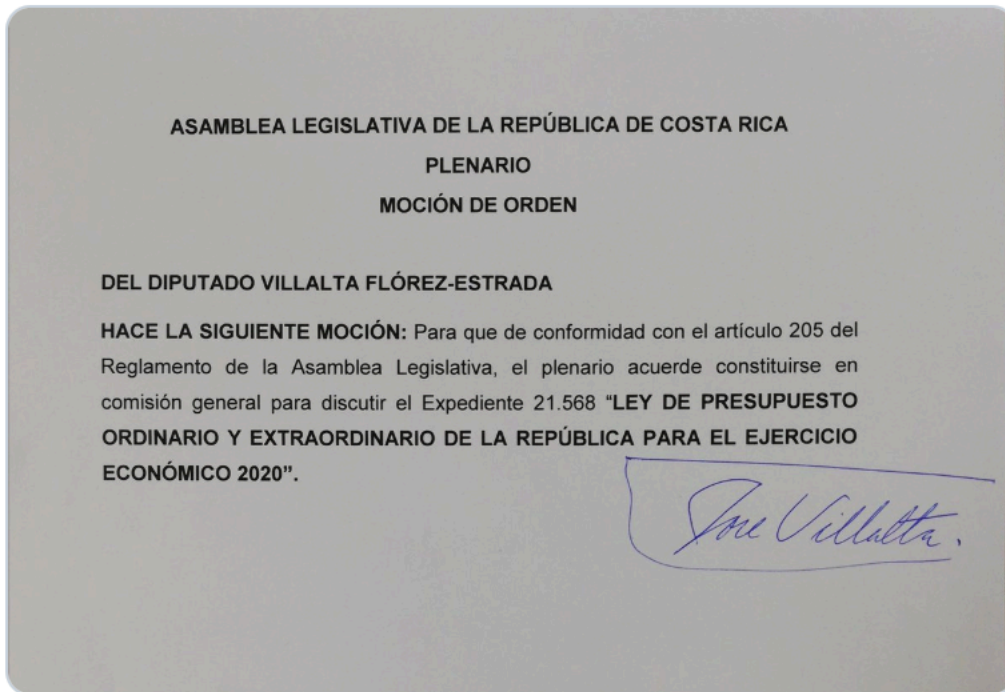 ASAMBLEA LEGISLATIVA DE LA REPÚBLICA DE COSTA RICA
PLENARIO
MOCIÓN DE ORDEN
DEL DIPUTADO VILLALTA FLÓREZ-ESTRADA
HACE LA SIGUIENTE MOCIÓN: Para que de conformidad con el artículo 205 del
Reglamento de la Asamblea Legislativa, el plenario acuerde constituirse en
comisión general para discutir el Expediente 21.568 “LEY DE PRESUPUESTO
ORDINARIO Y EXTRAORDINARIO DE LA REPÚBLICA PARA EL EJERCICIO
ECONÓMICO 2020”.
Jose Villalta.